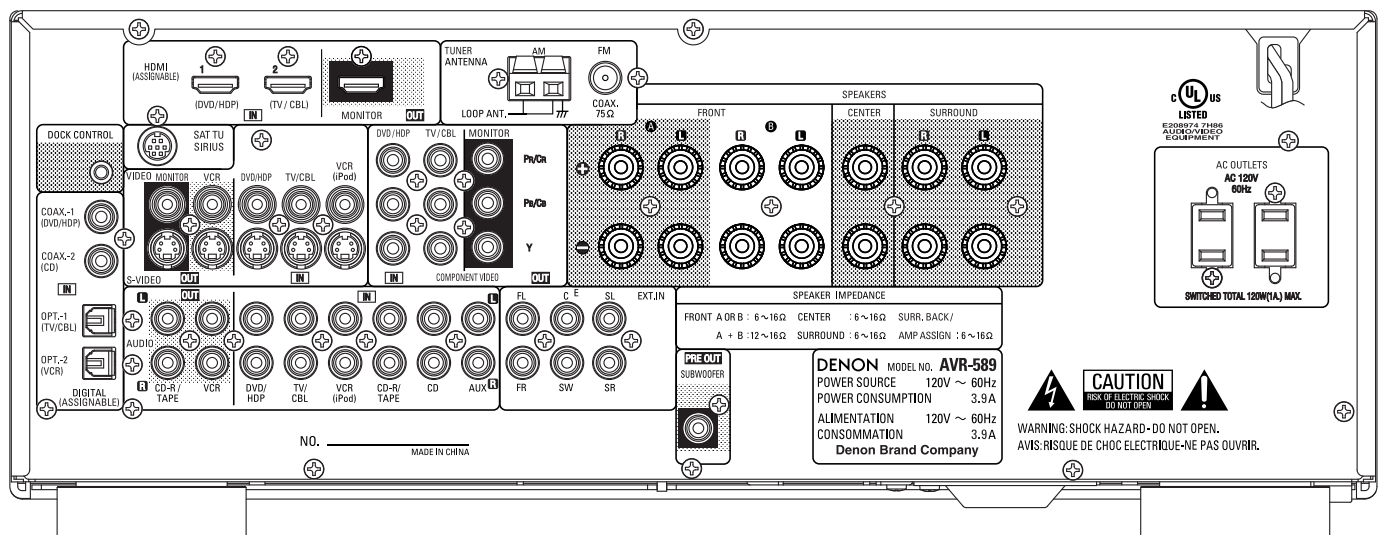 HDMI
(ASSIGNABLE)
1
2
(DVD/HDP)
IN
(TV / CBL)
MONITOR
OUT
TUNER
ANTENNA
AM
FM
LOOP ANT.
COAX.
75Ω
SPEAKERS
FRONT
CENTER
SURROUND
R
A
L
R
B
L
R
L
C UL US
LISTED
E208974 7H86
AUDIO/VIDEO
EQUIPMENT
AC OUTLETS
AC 120V
60Hz
SWITCHED TOTAL 120W(1A.) MAX.
DOCK CONTROL
SAT TU
SIRIUS
VIDEO
MONITOR
VCR
DVD/HDP
TV/CBL
VCR
(iPod)
S-VIDEO
OUT
IN
DVD/HDP
TV/CBL
MONITOR
PR/CR
PB/CB
Y
IN
COMPONENT VIDEO
OUT
COAX.-1
(DVD/HDP)
COAX.-2
(CD)
IN
OPT.-1
(TV/CBL)
OPT.-2
(VCR)
DIGITAL
(ASSIGNABLE)
L
OUT
IN
L
AUDIO
R
CD-R/
TAPE
VCR
DVD/
HDP
TV/
CBL
VCR
(iPod)
CD-R/
TAPE
CD
AUX
R
FL
C
E
SL
EXT.IN
FR
SW
SR
SPEAKER IMPEDANCE
FRONT A OR B : 6~16Ω CENTER : 6~16Ω SURR. BACK/
A + B : 12~16Ω SURROUND : 6~16Ω AMP ASSIGN : 6~16Ω
PRE OUT
SUBWOOFER
DENON MODEL NO. AVR-589
POWER SOURCE 120V ~ 60Hz
POWER CONSUMPTION 3.9A
ALIMENTATION 120V ~ 60Hz
CONSOMMATION 3.9A
Denon Brand Company
CAUTION
RISK OF ELECTRIC SHOCK
DO NOT OPEN
WARNING: SHOCK HAZARD - DO NOT OPEN.
AVIS: RISQUE DE CHOC ELECTRIQUE-NE PAS OUVRIR.
NO.
MADE IN CHINA